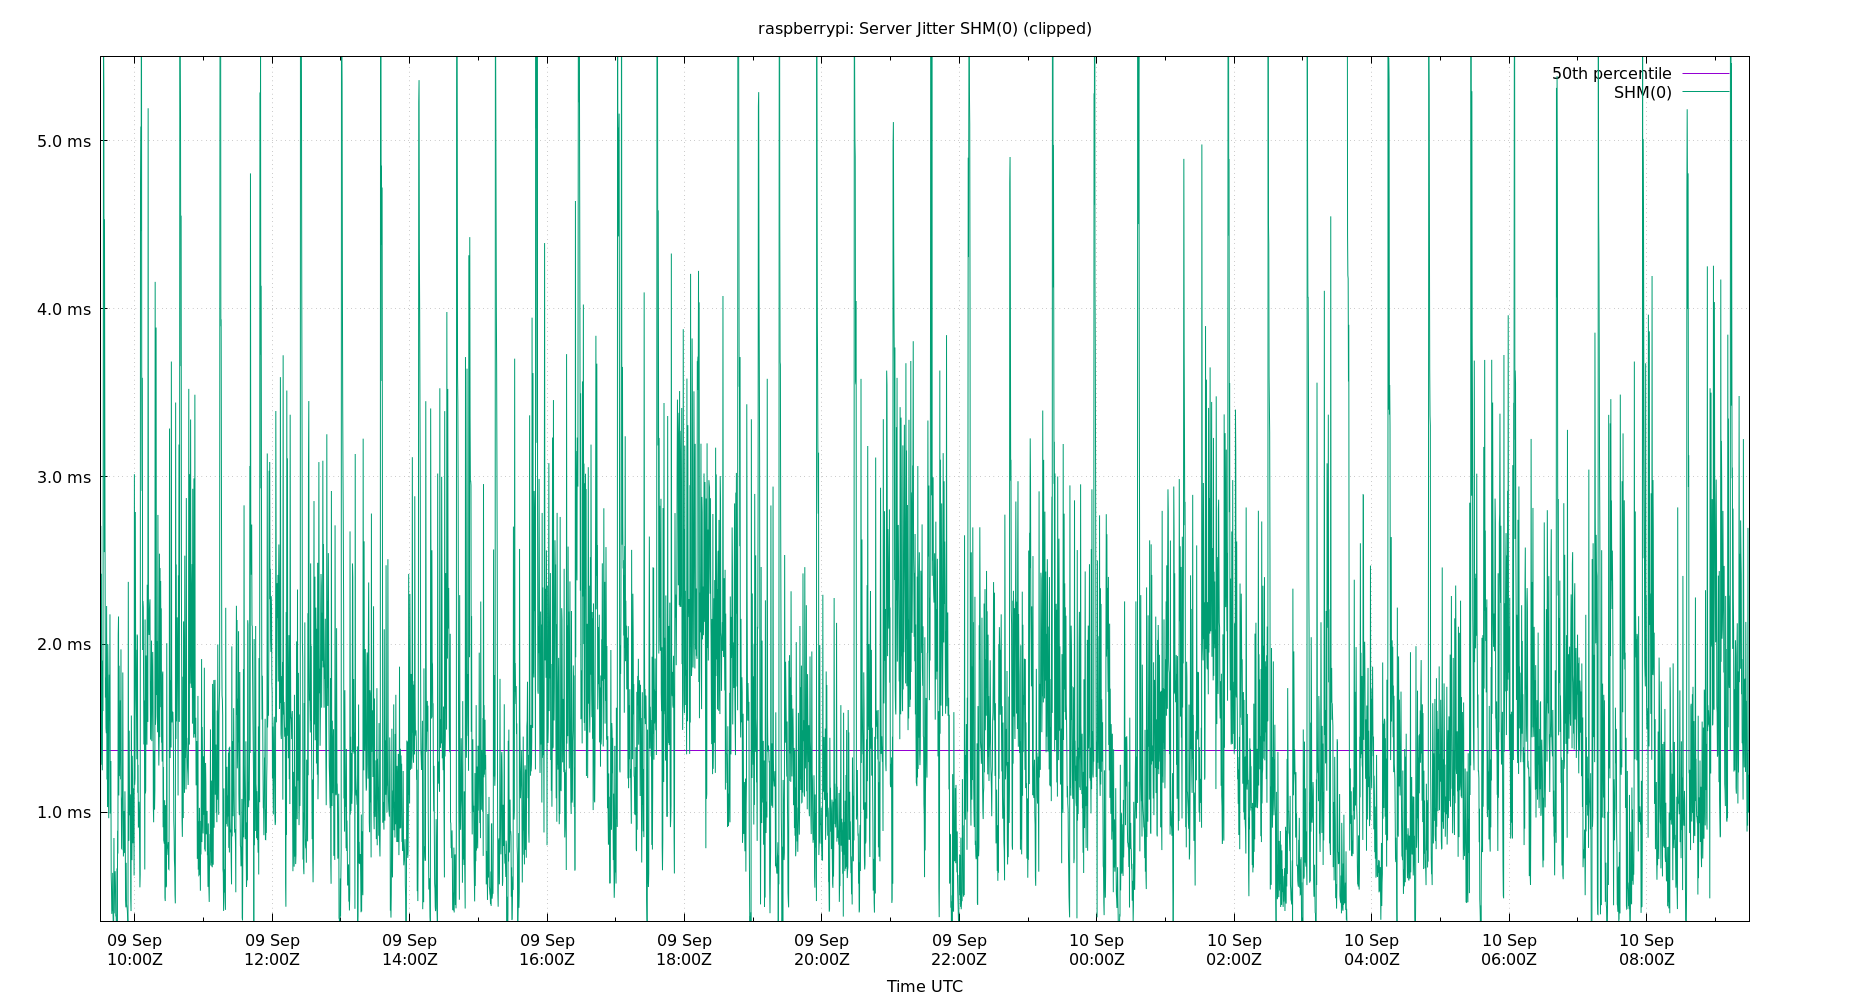 raspberrypi: Server Jitter SHM(0) (clipped)
50th percentile
SHM(0)
5.0 ms
4.0 ms
3.0 ms
2.0 ms
1.0 ms
09 Sep 09 Sep 09 Sep 09 Sep 09 Sep 09 Sep 09 Sep 10 Sep 10 Sep 10 Sep 10 Sep 10 Sep
10:00Z 12:00Z 14:00Z 16:00Z 18:00Z 20:00Z 22:00Z 00:00Z 02:00Z 04:00Z 06:00Z 08:00Z
Time UTC